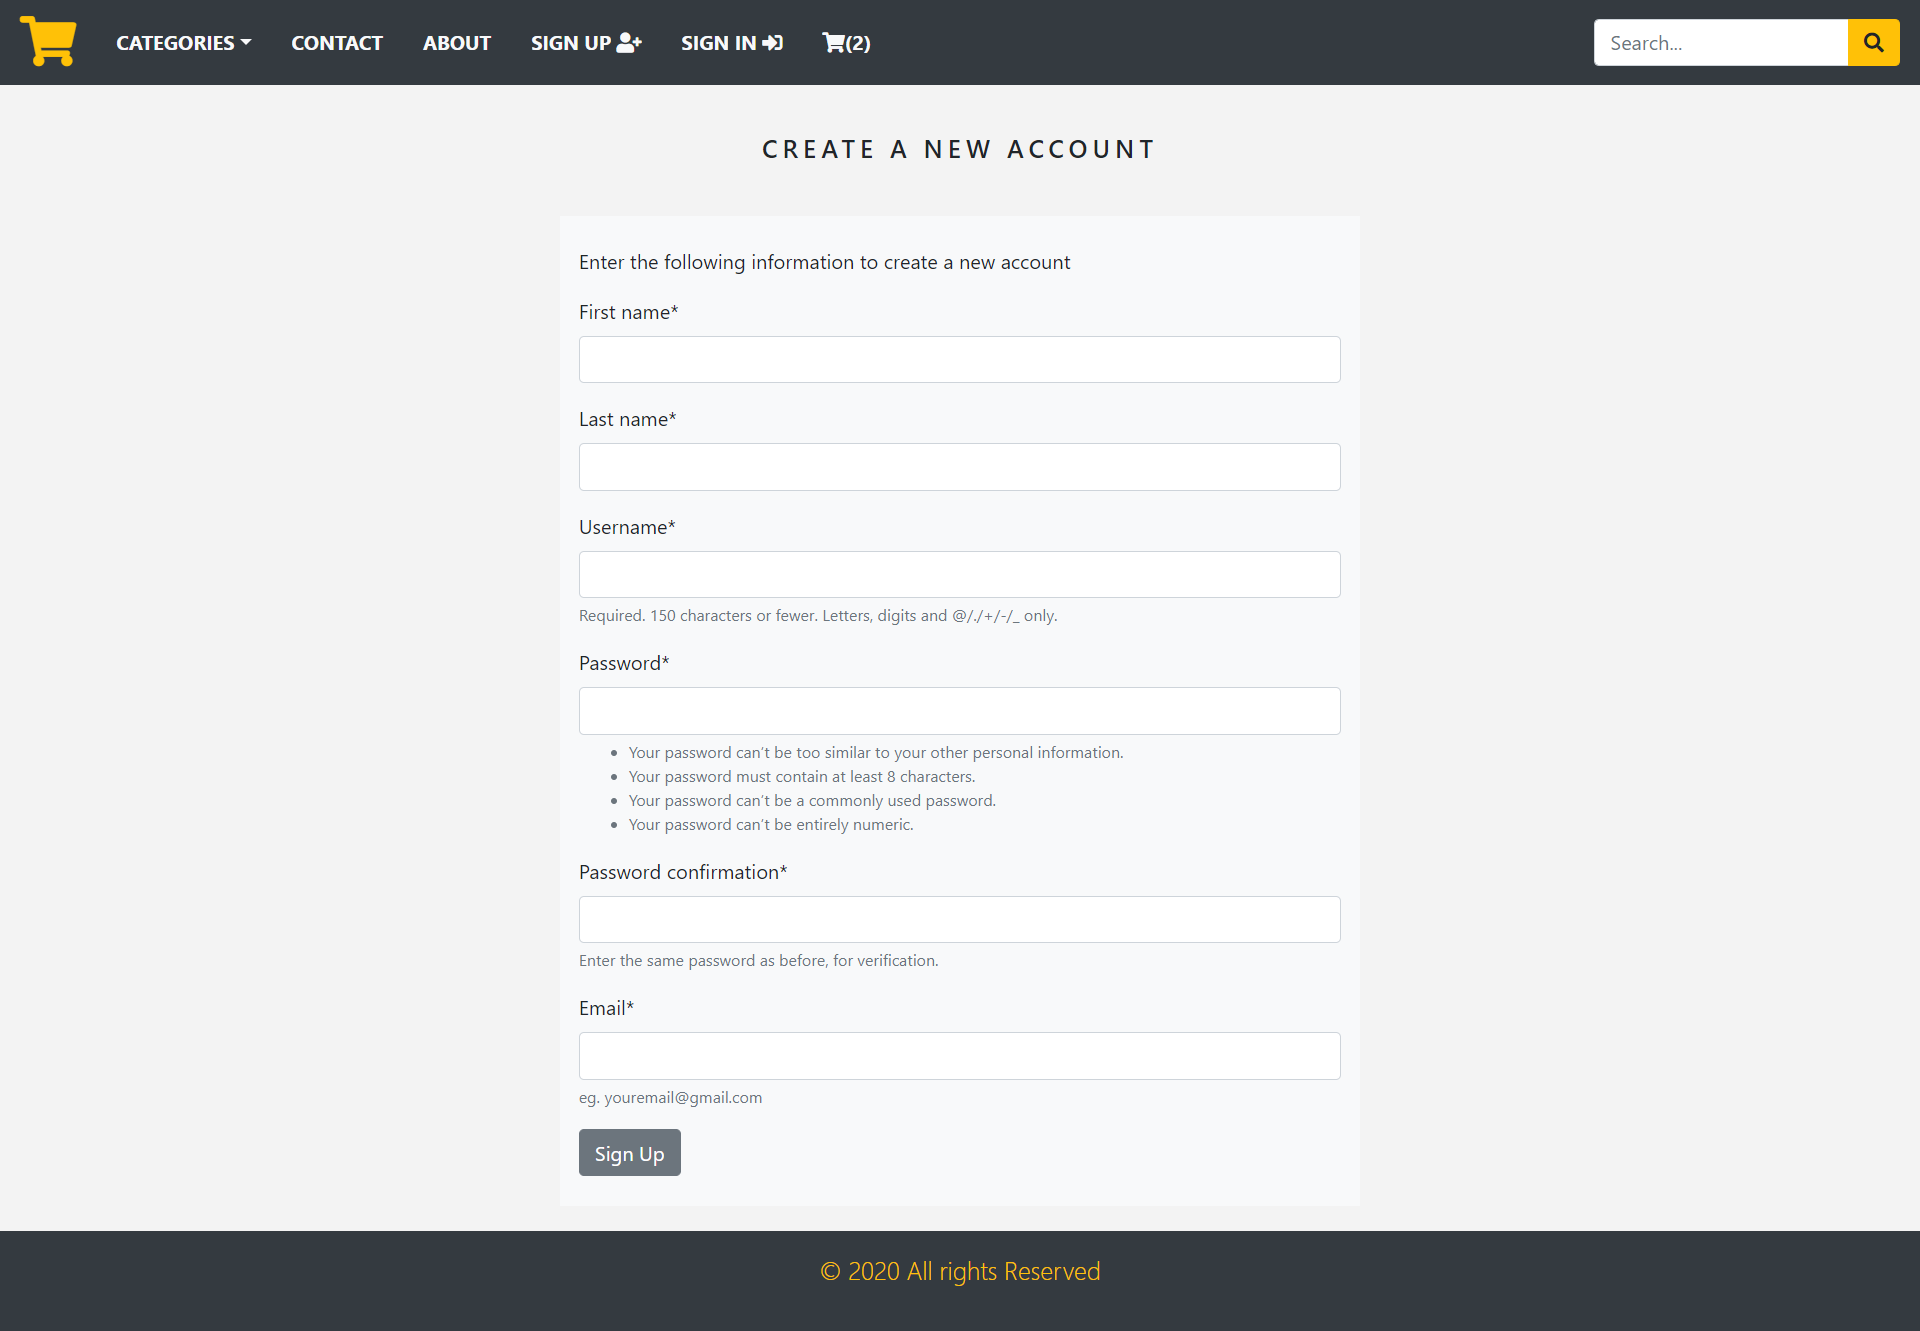 CATEGORIES CONTACT ABOUT SIGN UP SIGN IN (2) Search...
CREATE A NEW ACCOUNT
Enter the following information to create a new account
First name*
Last name*
Username*
Required. 150 characters or fewer. Letters, digits and @/./+/-/_ only.
Password*
• Your password can’t be too similar to your other personal information.
• Your password must contain at least 8 characters.
• Your password can’t be a commonly used password.
• Your password can’t be entirely numeric.
Password confirmation*
Enter the same password as before, for verification.
Email*
eg. youremail@gmail.com
Sign Up
© 2020 All rights Reserved